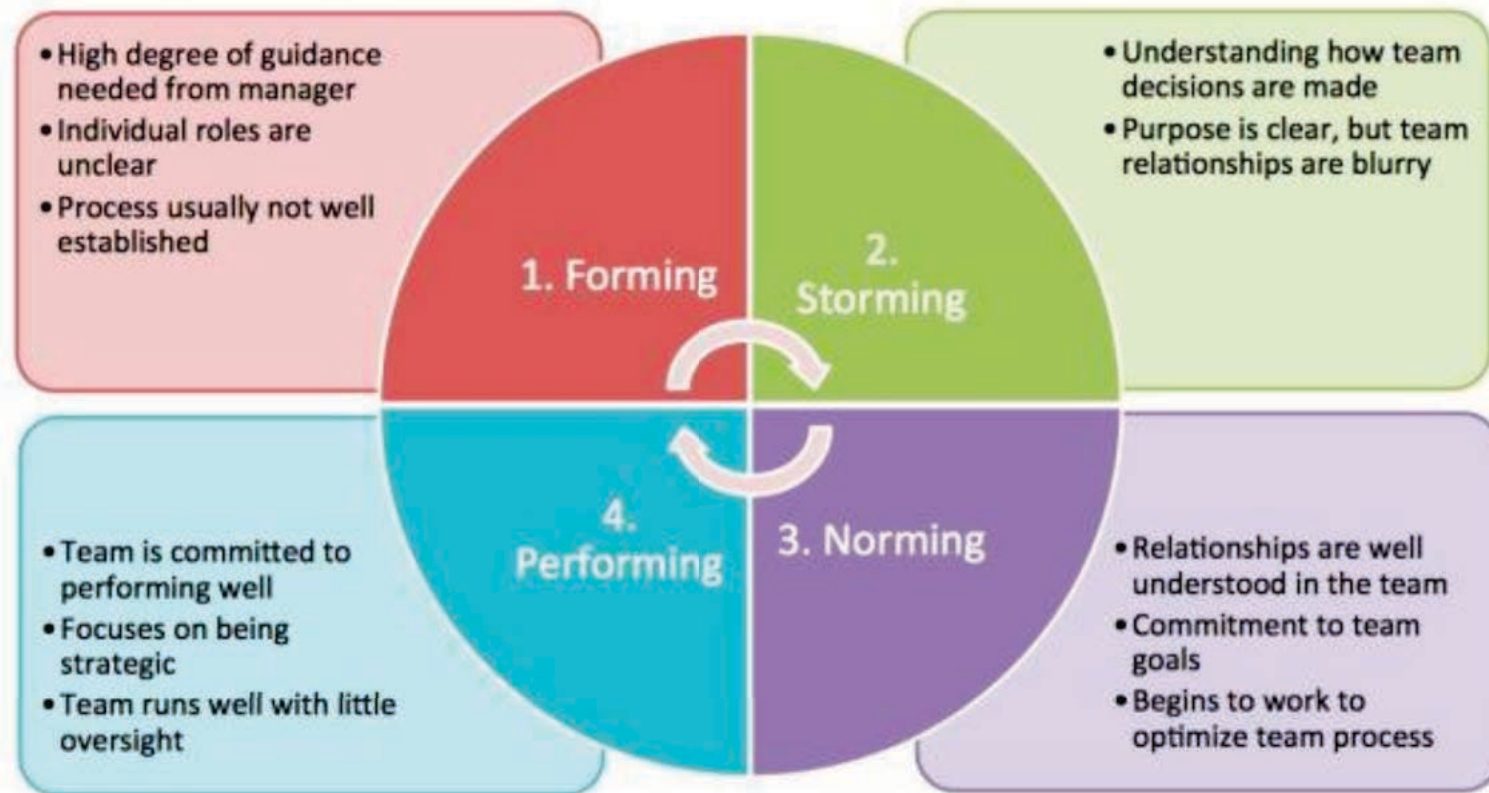 • High degree of guidance
needed from manager
• Individual roles are
unclear
• Process usually not well
established
1. Forming
• Understanding how team
decisions are made
• Purpose is clear, but team
relationships are blurry
2.
Storming
• Team is committed to
performing well
• Focuses on being
strategic
• Team runs well with little
oversight
4.
Performing
3. Norming
• Relationships are well
understood in the team
• Commitment to team
goals
• Begins to work to
optimize team process